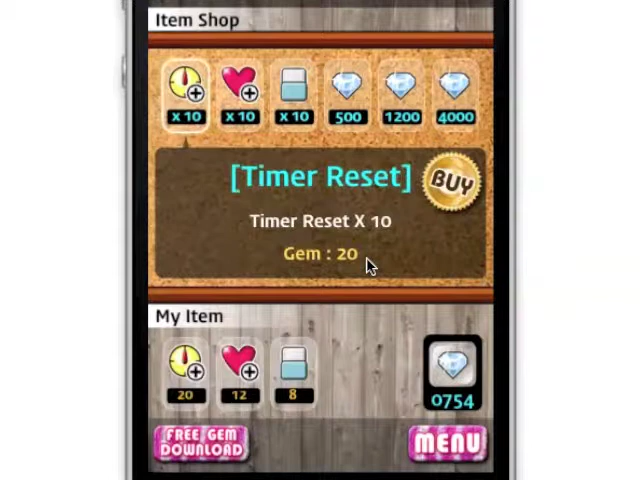 Item Shop
x 10 x 10 x 10 500 1200 4000
[Timer Reset]
BUY
Timer Reset X 10
Gem : 20
My Item
20 12 8
0754
FREE GEM
DOWNLOAD
MENU